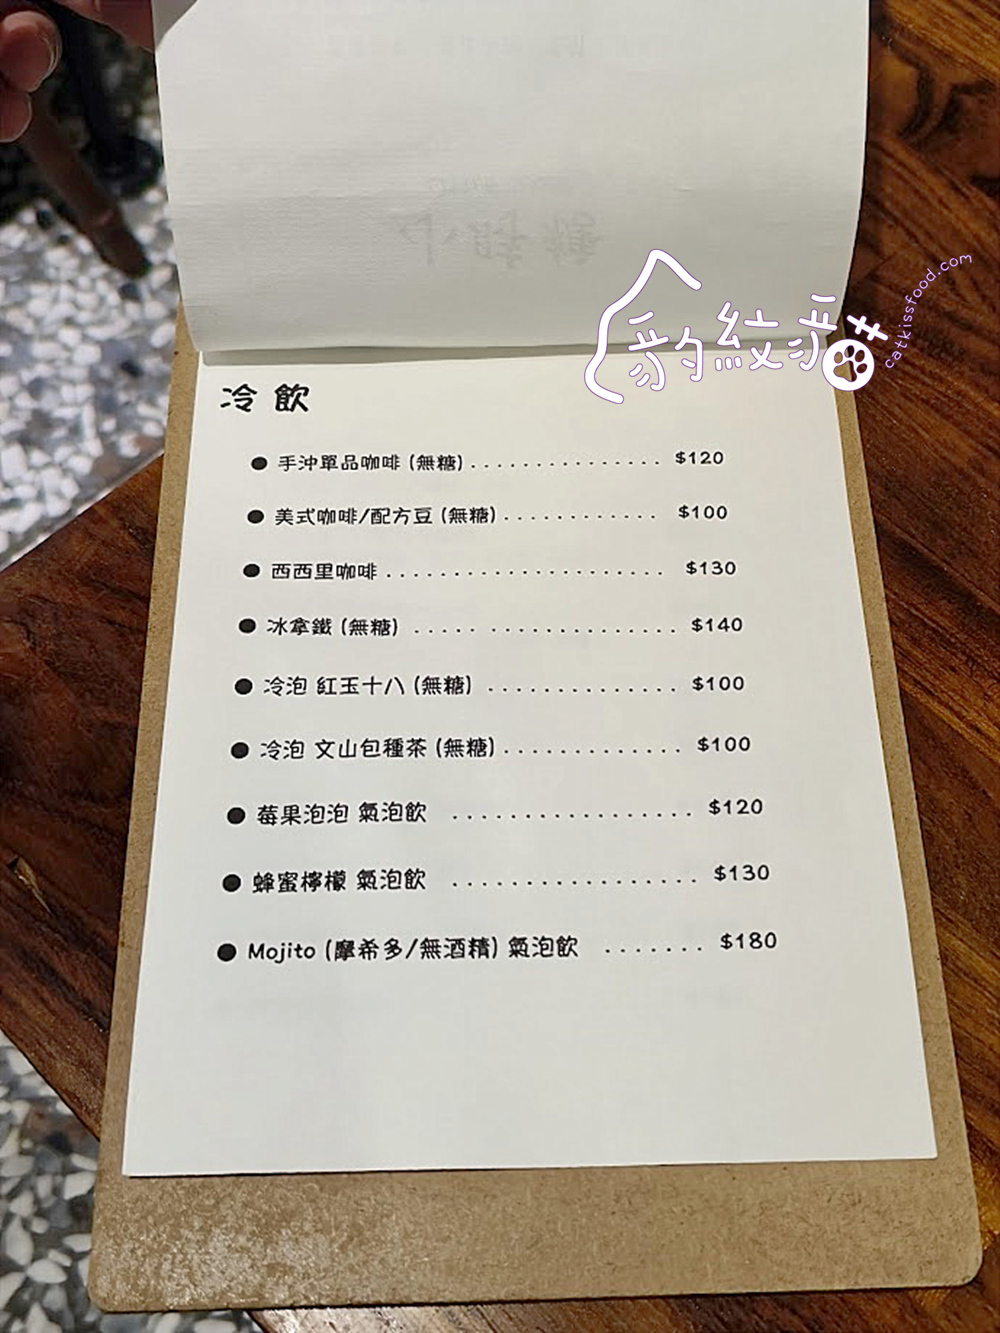 豹紋貓
catkissfood.com
冷飲
● 手沖單品咖啡 (無糖) ................ $120
● 美式咖啡/配方豆 (無糖) ............ $100
● 西西里咖啡 ..................... $130
● 冰拿鐵 (無糖) ..... .............. $140
● 冷泡 紅玉十八 (無糖) .............. $100
● 冷泡 文山包種茶 (無糖) ............. $100
● 莓果泡泡 氣泡飲 ................. $120
● 蜂蜜檸檬 氣泡飲 ................. $130
● Mojito (摩希多/無酒精) 氣泡飲 ....... $180